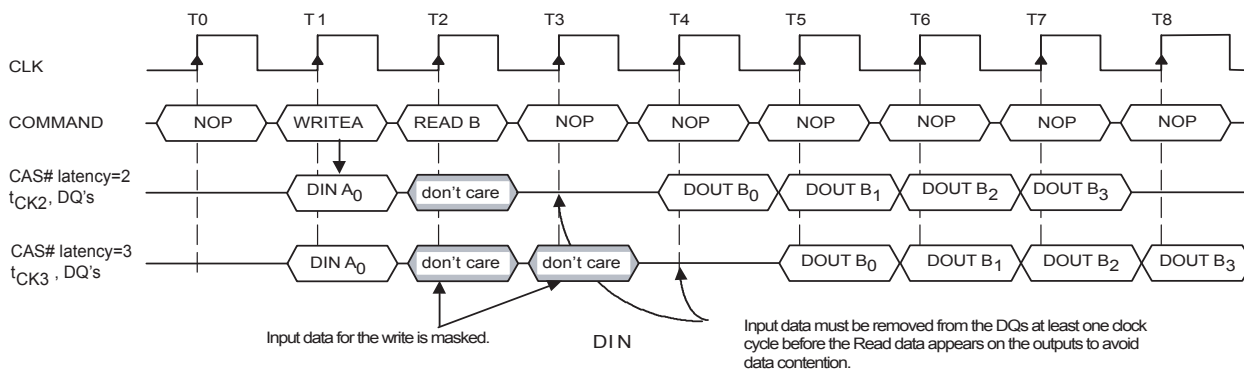 T0 T1 T2 T3 T4 T5 T6 T7 T8
CLK
COMMAND NOP WRITEA READ B NOP NOP NOP NOP NOP NOP
CAS# latency=2
tCK2, DQ's DIN A0 don't care DOUT B0 DOUT B1 DOUT B2 DOUT B3
CAS# latency=3
tCK3 , DQ's DIN A0 don't care don't care DOUT B0 DOUT B1 DOUT B2 DOUT B3
Input data for the write is masked.
DIN
Input data must be removed from the DQs at least one clock
cycle before the Read data appears on the outputs to avoid
data contention.